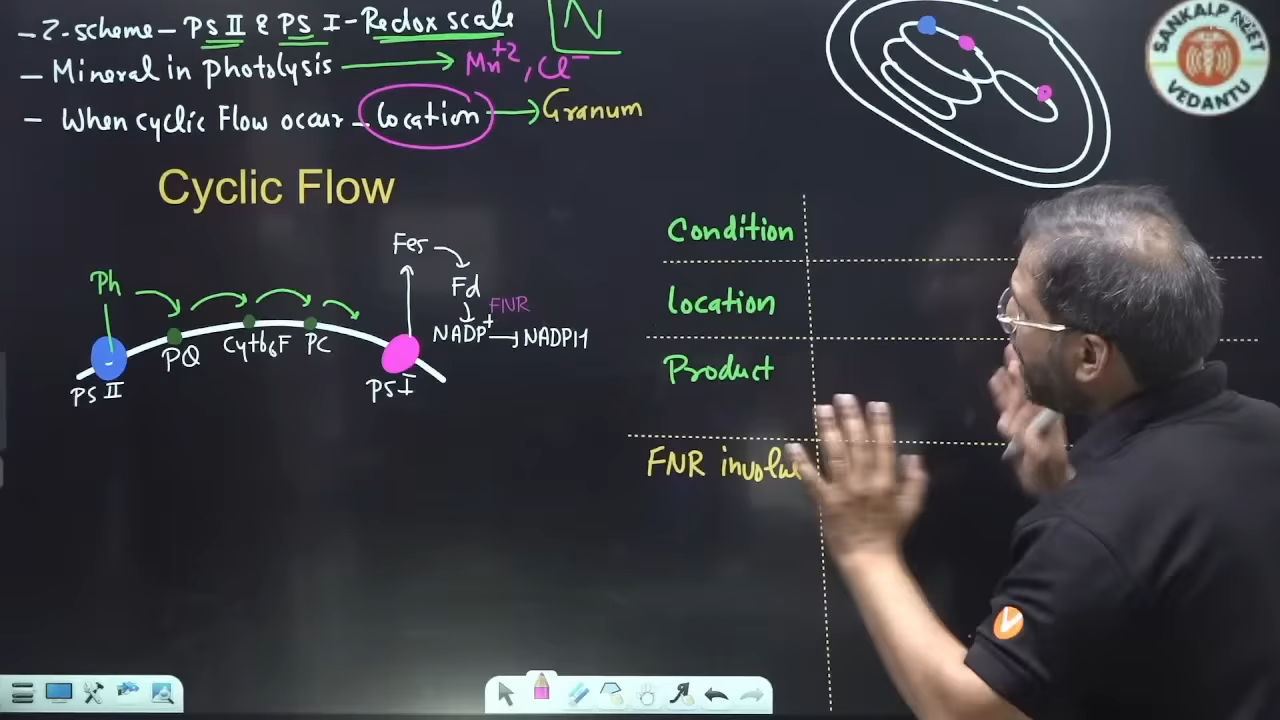 – Z-scheme – PS II & PS I - Redox scale
– Mineral in photolysis → Mn+2, Cl–
– When cyclic Flow occur – Location → Granum
SANKALP NEET
VEDANTU
Cyclic Flow
Condition
Location
Product
FNR
Fes
Fd
FNR
NADP+ → NADPH
Ph
PQ
Cytb6F
PC
PS II
PS I